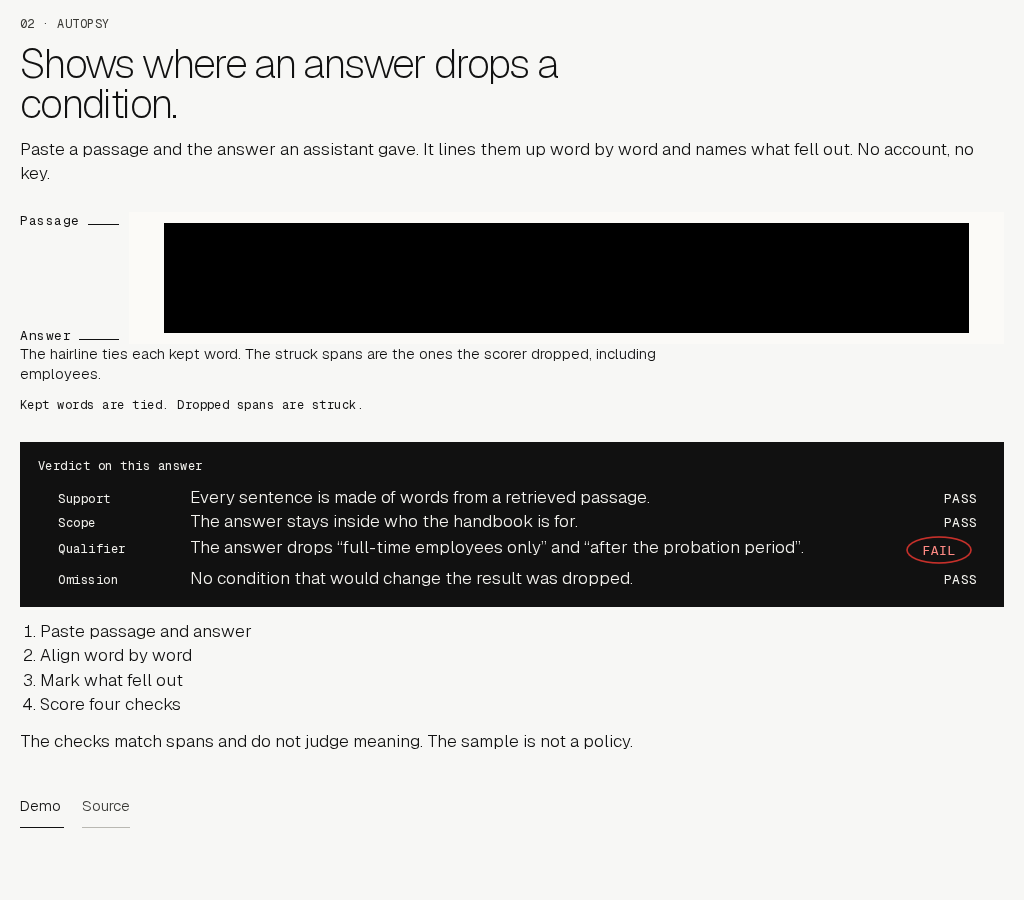 02 · AUTOPSY
Shows where an answer drops a
condition.
Paste a passage and the answer an assistant gave. It lines them up word by word and names what fell out. No account, no
key.
Passage
Answer
The hairline ties each kept word. The struck spans are the ones the scorer dropped, including
employees.
Kept words are tied. Dropped spans are struck.
Verdict on this answer
Support Every sentence is made of words from a retrieved passage. PASS
Scope The answer stays inside who the handbook is for. PASS
Qualifier The answer drops “full-time employees only” and “after the probation period”. FAIL
Omission No condition that would change the result was dropped. PASS
1. Paste passage and answer
2. Align word by word
3. Mark what fell out
4. Score four checks
The checks match spans and do not judge meaning. The sample is not a policy.
Demo Source